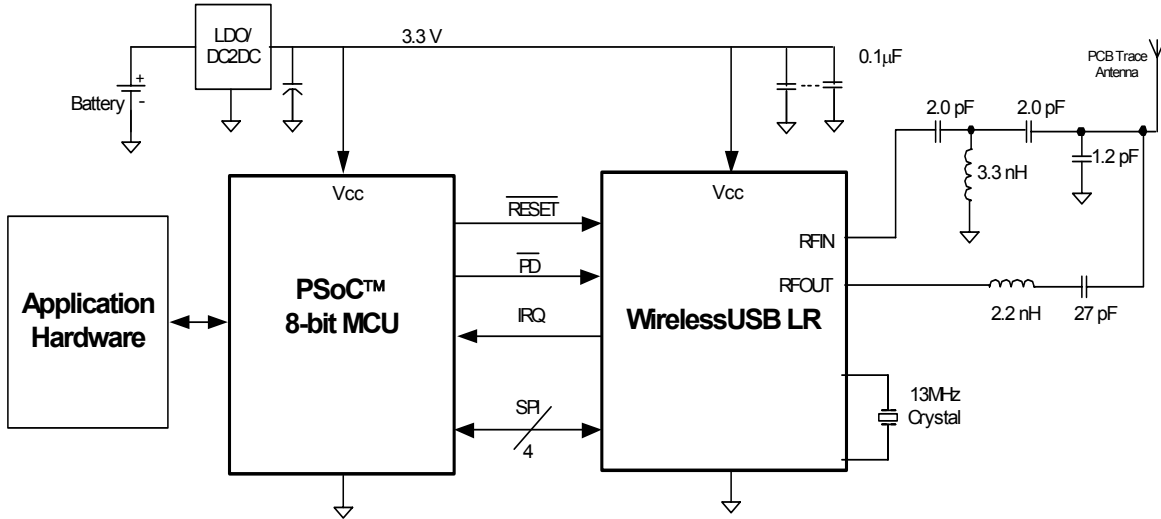 LDO/
DC2DC
3.3 V
0.1µF
PCB Trace
Antenna
+
-
Battery
2.0 pF
2.0 pF
1.2 pF
3.3 nH
Vcc
Vcc
RESET
RFIN
PD
RFOUT
PSoC™
8-bit MCU
Application
Hardware
IRQ
WirelessUSB LR
2.2 nH
27 pF
SPI
4
13MHz
Crystal